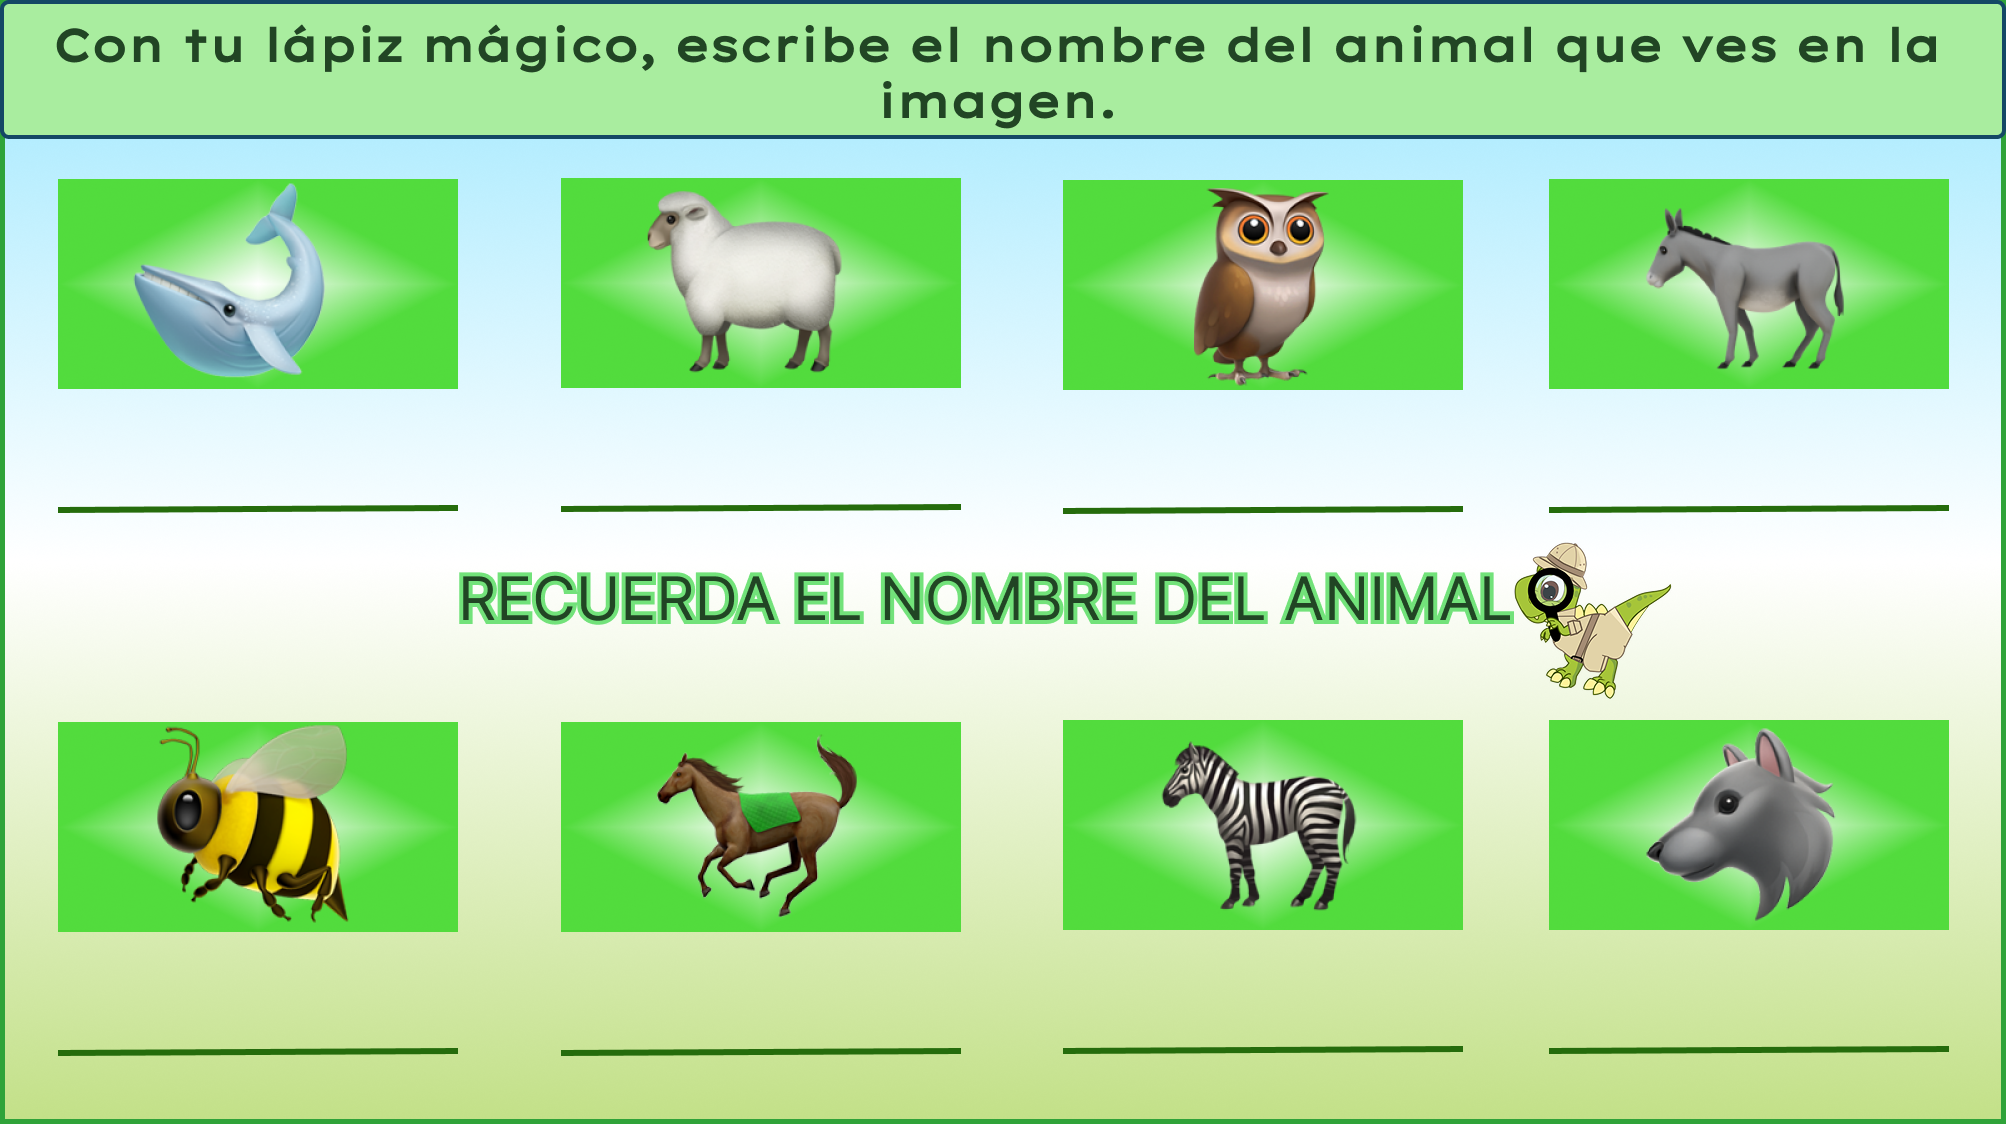 Con tu lápiz mágico, escribe el nombre del animal que ves en la
imagen.
RECUERDA EL NOMBRE DEL ANIMAL